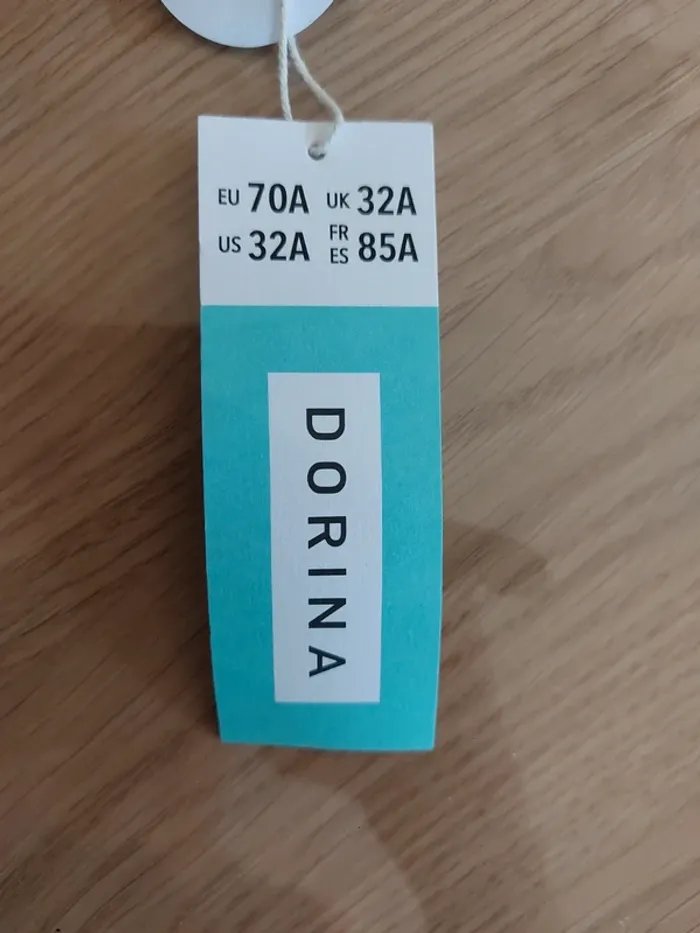 EU 70A UK 32A
US 32A FR ES 85A
DORINA